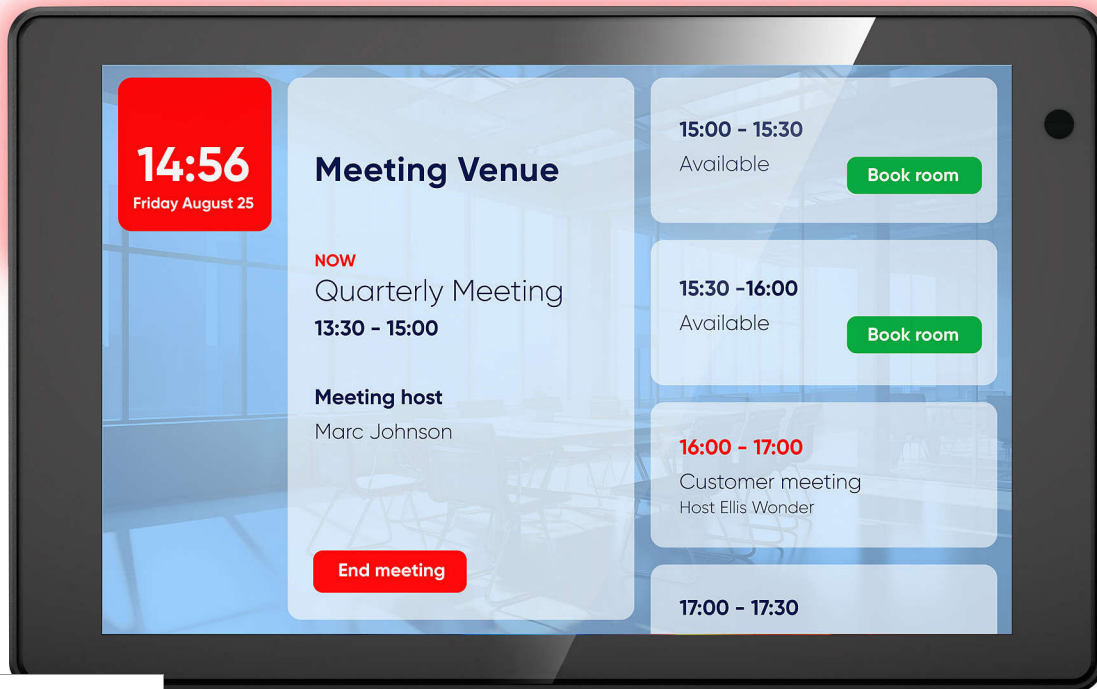 14:56
Friday August 25
Meeting Venue
NOW
Quarterly Meeting
13:30 - 15:00
Meeting host
Marc Johnson
End meeting
15:00 - 15:30
Available
Book room
15:30 -16:00
Available
Book room
16:00 - 17:00
Customer meeting
Host Ellis Wonder
17:00 - 17:30